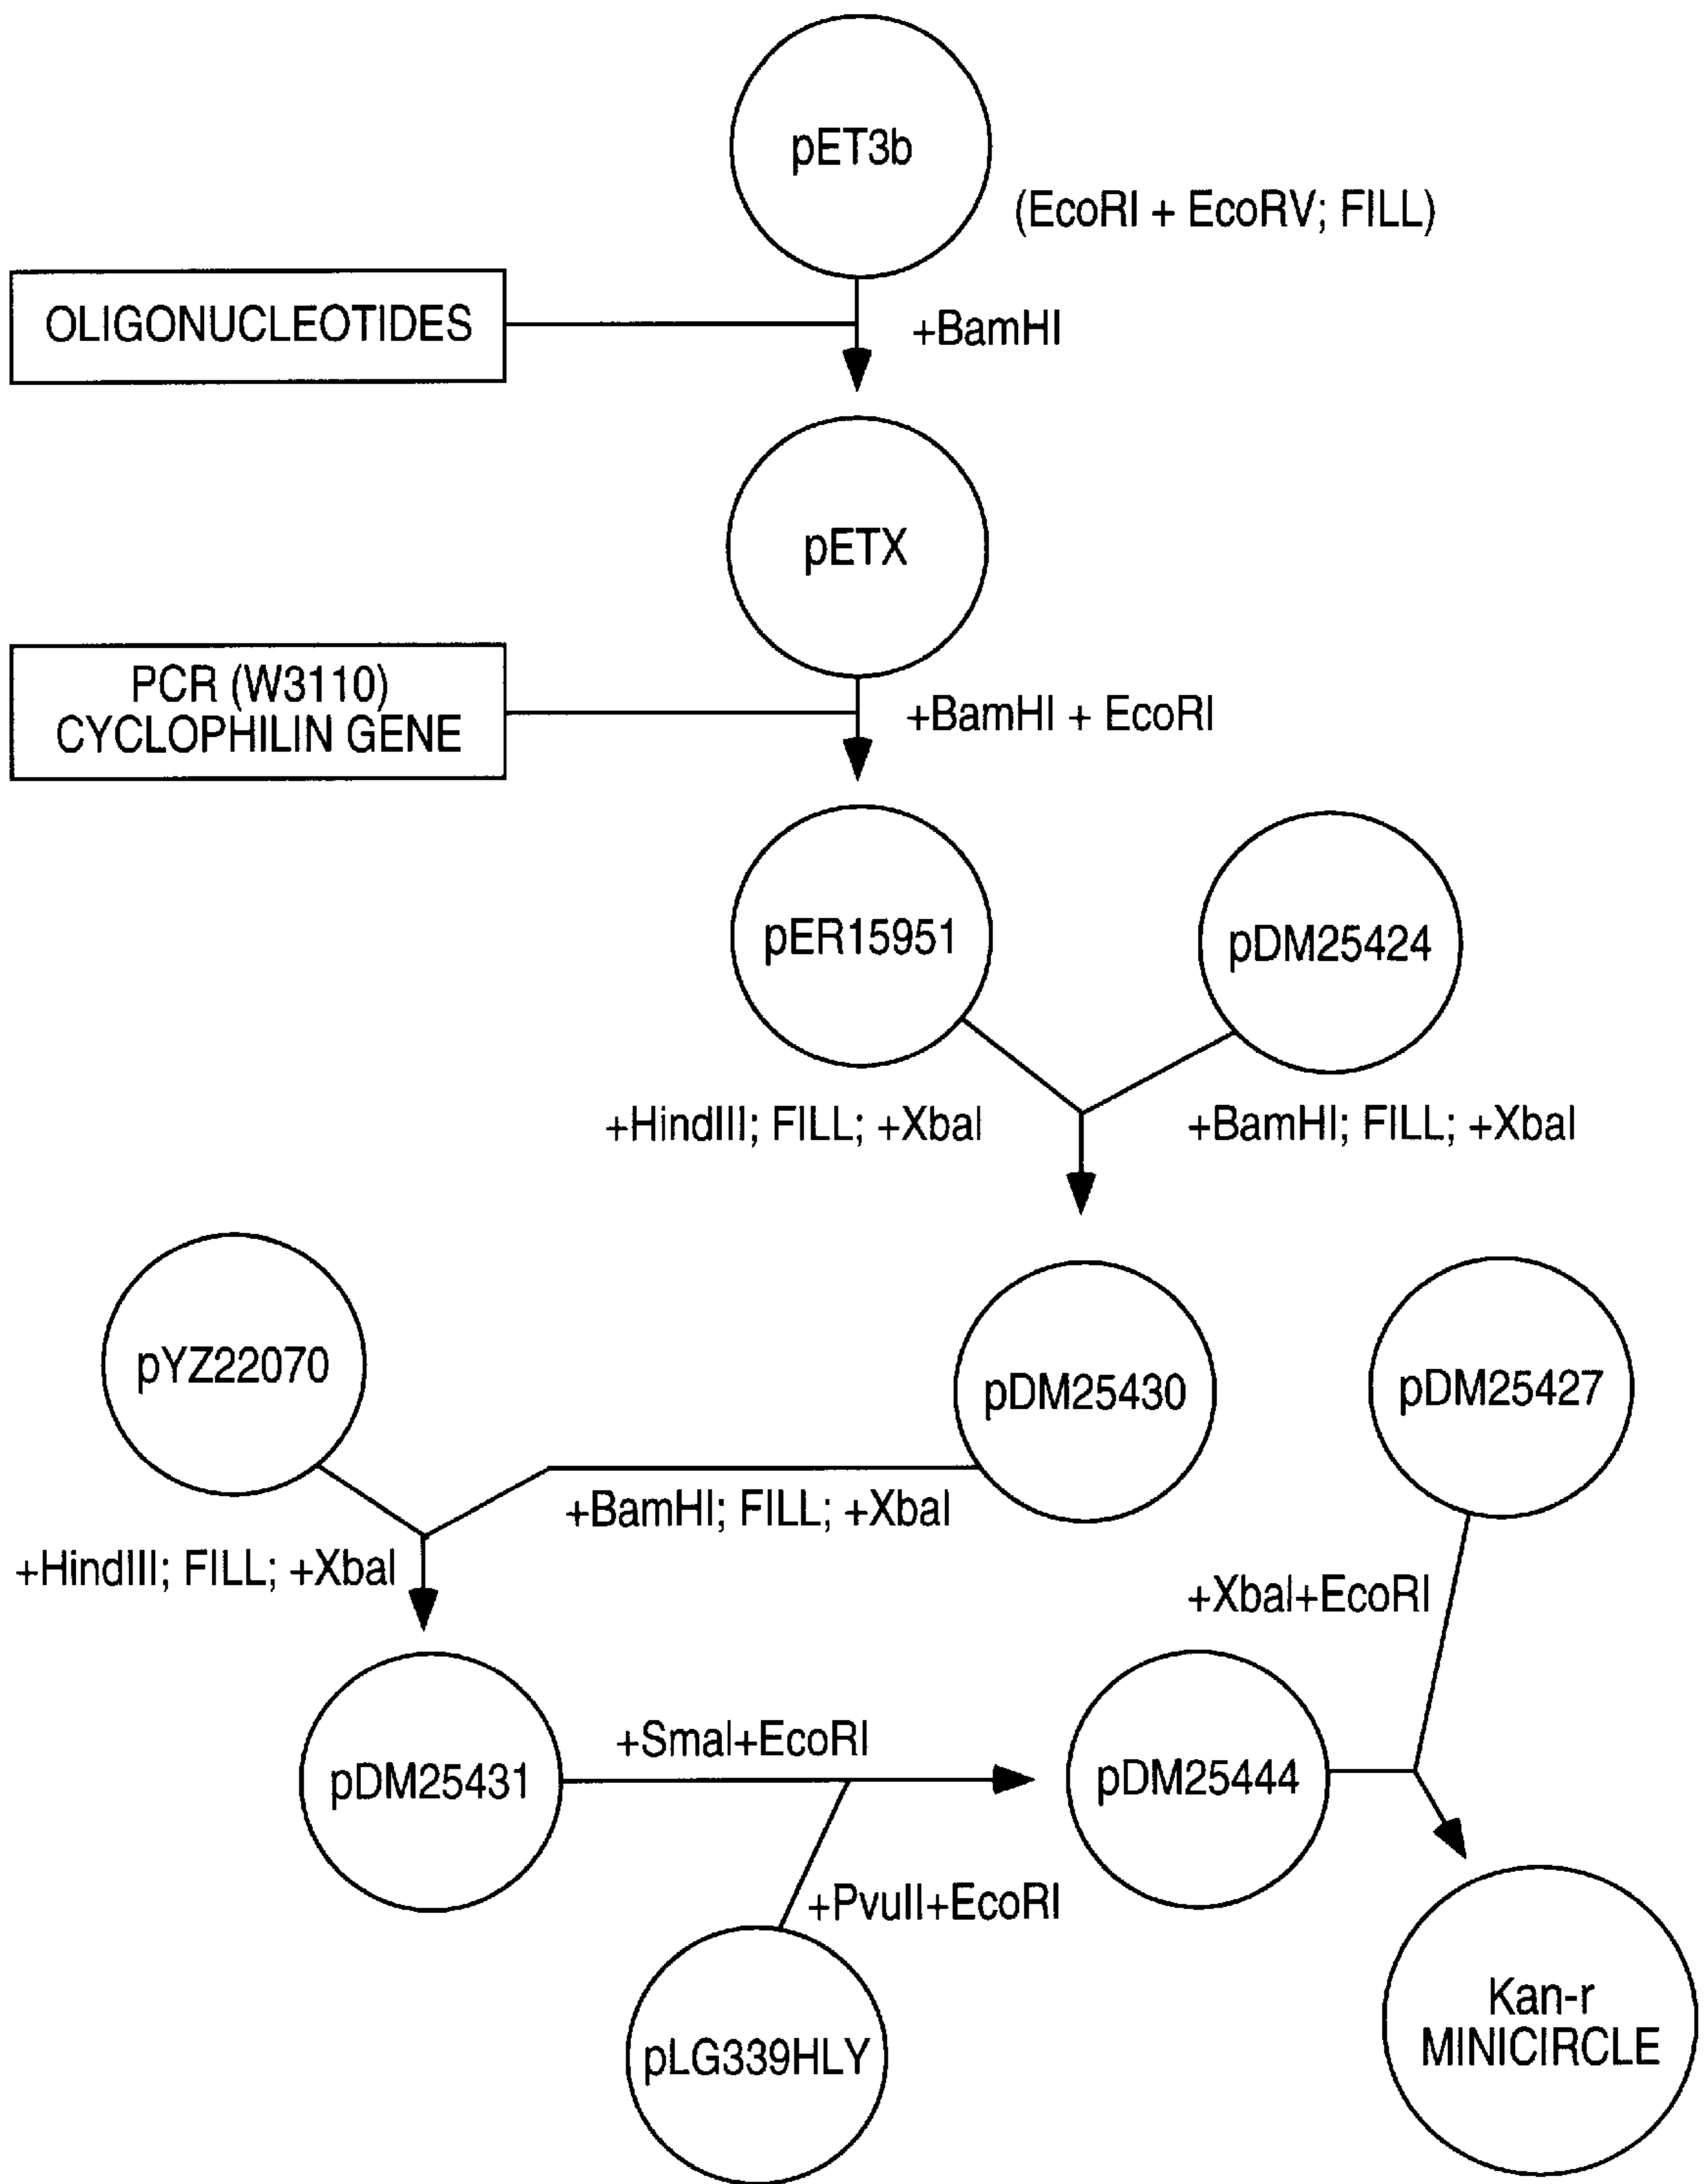 pET3b
(EcoRI + EcoRV; FILL)
OLIGONUCLEOTIDES
+BamHI
pETX
PCR (W3110)
CYCLOPHILIN GENE
+BamHI + EcoRI
pER15951
pDM25424
+HindIII; FILL; +XbaI
+BamHI; FILL; +XbaI
pYZ22070
pDM25430
pDM25427
+BamHI; FILL; +XbaI
+HindIII; FILL; +XbaI
+XbaI+EcoRI
pDM25431
+SmaI+EcoRI
pDM25444
+PvuII+EcoRI
pLG339HLY
Kan-r
MINICIRCLE